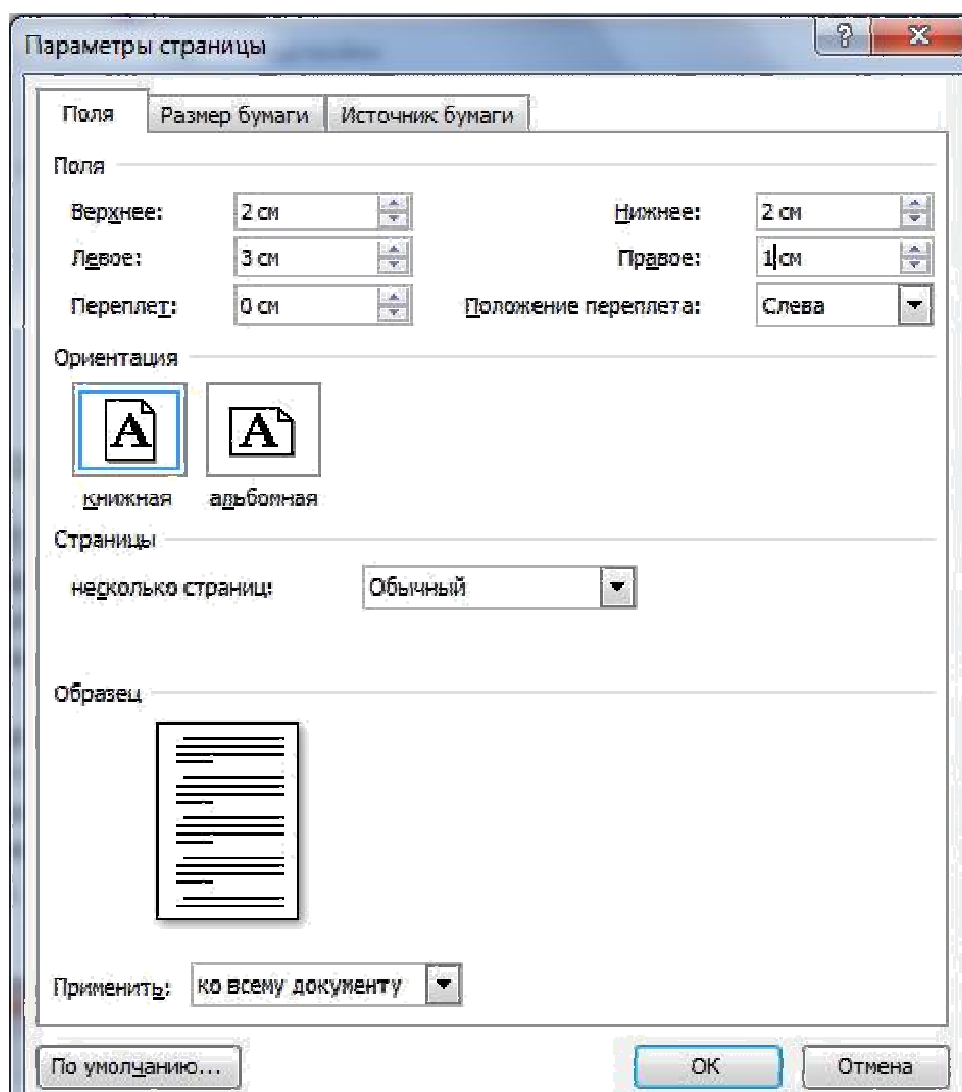 Параметры страницы
Поля Размер бумаги Источник бумаги
Поля
Верхнее: 2 см Нижнее: 2 см
Левое: 3 см Правое: 1 см
Переплет: 0 см Положение переплета: Слева
Ориентация
A A
книжная альбомная
Страницы
несколько страниц: Обычный
Образец
Применить: ко всему документу
По умолчанию... ОК Отмена